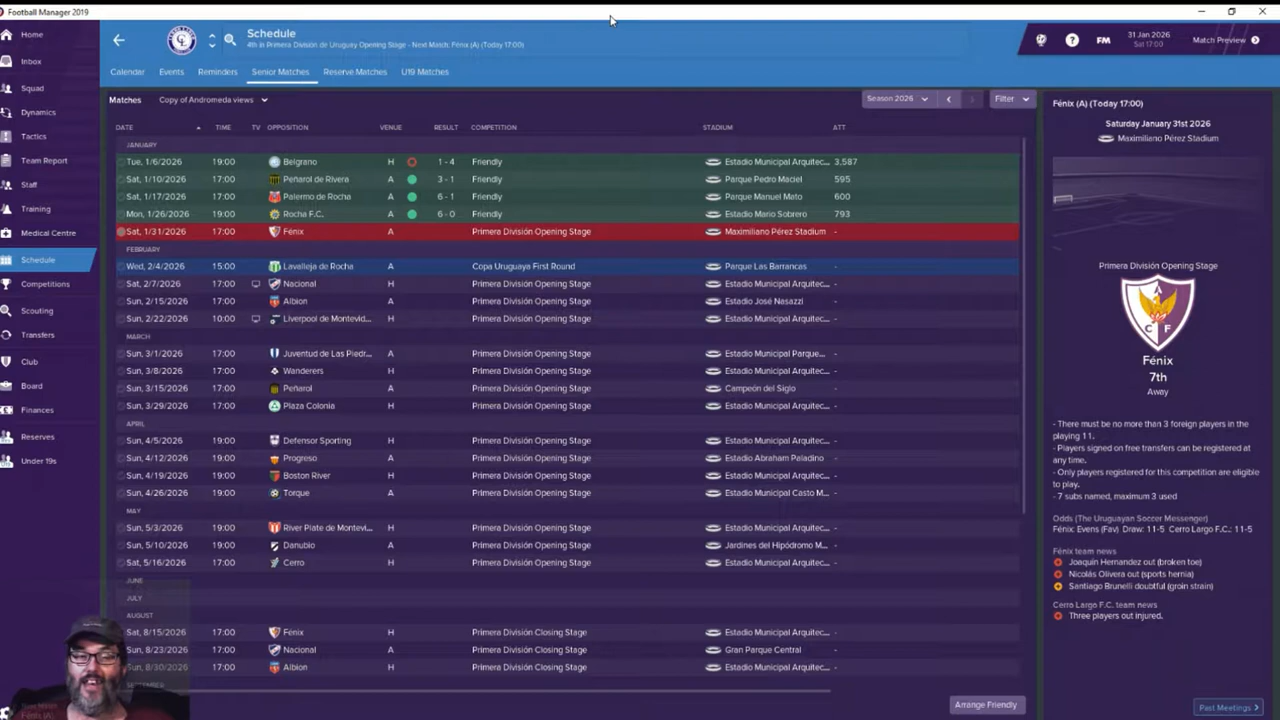 Football Manager 2019
Home
Inbox
Squad
Dynamics
Tactics
Team Report
Staff
Training
Medical Centre
Schedule
Competitions
Scouting
Transfers
Club
Board
Finances
Reserves
Under 19s
Schedule
4th in Primera División de Uruguay Opening Stage - Next Match: Fénix (A) (Today 17:00)
? FM 31 Jan 2026
Sat 17:00
Match Preview
Calendar Events Reminders Senior Matches Reserve Matches U19 Matches
Matches Copy of Andromeda views Season 2026 Filter
DATE TIME TV OPPOSITION VENUE RESULT COMPETITION STADIUM ATT
JANUARY
Tue, 1/6/2026 19:00 Belgrano H 1 - 4 Friendly Estadio Municipal Arquitec... 3,587
Sat, 1/10/2026 17:00 Peñarol de Rivera A 3 - 1 Friendly Parque Pedro Maciel 595
Sat, 1/17/2026 17:00 Palermo de Rocha A 6 - 1 Friendly Parque Manuel Mato 600
Mon, 1/26/2026 19:00 Rocha F.C. A 6 - 0 Friendly Estadio Mario Sobrero 793
Sat, 1/31/2026 17:00 Fénix A Primera División Opening Stage Maximiliano Pérez Stadium -
FEBRUARY
Wed, 2/4/2026 15:00 Lavalleja de Rocha A Copa Uruguaya First Round Parque Las Barrancas -
Sat, 2/7/2026 17:00 Nacional H Primera División Opening Stage Estadio Municipal Arquitec... -
Sun, 2/15/2026 17:00 Albion A Primera División Opening Stage Estadio José Nesazzi -
Sun, 2/22/2026 10:00 Liverpool de Montevid... H Primera División Opening Stage Estadio Municipal Arquitec... -
MARCH
Sun, 3/1/2026 17:00 Juventud de Las Piedr... A Primera División Opening Stage Estadio Municipal Parque... -
Sun, 3/8/2026 17:00 Wanderers H Primera División Opening Stage Estadio Municipal Arquitec... -
Sun, 3/15/2026 17:00 Peñarol A Primera División Opening Stage Campeón del Siglo -
Sun, 3/29/2026 17:00 Plaza Colonia H Primera División Opening Stage Estadio Municipal Arquitec... -
APRIL
Sun, 4/5/2026 19:00 Defensor Sporting H Primera División Opening Stage Estadio Municipal Arquitec... -
Sun, 4/12/2026 19:00 Progreso A Primera División Opening Stage Estadio Abraham Paladino -
Sun, 4/19/2026 19:00 Boston River H Primera División Opening Stage Estadio Municipal Arquitec... -
Sun, 4/26/2026 19:00 Torque A Primera División Opening Stage Estadio Municipal Casto M... -
MAY
Sun, 5/3/2026 19:00 River Plate de Montevi... H Primera División Opening Stage Estadio Municipal Arquitec... -
Sun, 5/10/2026 19:00 Danubio A Primera División Opening Stage Jardines del Hipódromo M... -
Sat, 5/16/2026 17:00 Cerro H Primera División Opening Stage Estadio Municipal Arquitec... -
JUNE
JULY
AUGUST
Sat, 8/15/2026 17:00 Fénix H Primera División Closing Stage Estadio Municipal Arquitec... -
Sun, 8/23/2026 17:00 Nacional A Primera División Closing Stage Gran Parque Central -
Sun, 8/30/2026 17:00 Albion H Primera División Closing Stage Estadio Municipal Arquitec... -
SEPTEMBER
Arrange Friendly
Fénix (A) (Today 17:00)
Saturday January 31st 2026
Maximiliano Pérez Stadium
Primera División Opening Stage
C F
Fénix
7th
Away
- There must be no more than 3 foreign players in the
playing 11.
- Players signed on free transfers can be registered at
any time.
- Only players registered for this competition are eligible
to play.
- 7 subs named, maximum 3 used
Odds (The Uruguayan Soccer Messenger)
Fénix: Evens (Fav) Draw: 11-5 Cerro Largo F.C.: 11-5
Fénix team news
Joaquín Hernandez out (broken toe)
Nicolás Olivera out (sports hernia)
Santiago Brunelli doubtful (groin strain)
Cerro Largo F.C. team news
Three players out injured.
Past Meetings
Next Match
Fénix (A)